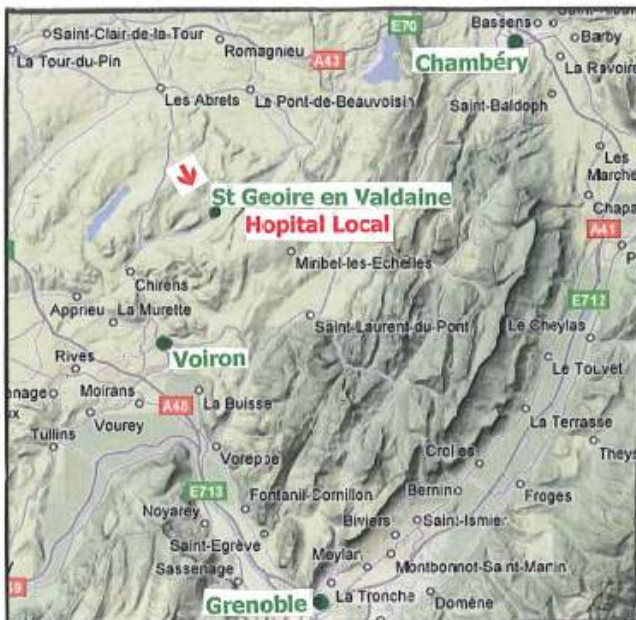 Saint-Clair-de-la-Tour
Romagnieu
E70
Bassens
Barby
La Tour-du-Pin
A43
Chambéry
La Ravoire
Les Abrets
Le Pont-de-Beauvoisin
Saint-Baldoph
Les
Marche
St Geoire en Valdaine
Chapa
Hopital Local
A41
P
Miribel-les-Echelles
Chirens
E712
Apprieu
La Murette
Saint-Laurent-du-Pont
Le Cheylas
Voiron
Rives
Le Touvet
enage
Moirans
A48
La Buisse
ux
Vourey
La Terrasse
Tullins
Voreppe
Crolles
Theys
E713
Bernin
Froges
Fontanil-Cornillon
Noyarey
Biviers
Saint-Ismier
Saint-Egrève
Meylan
Montbonnot-Saint-Martin
Sassenage
49
Grenoble
La Tronche
Domène